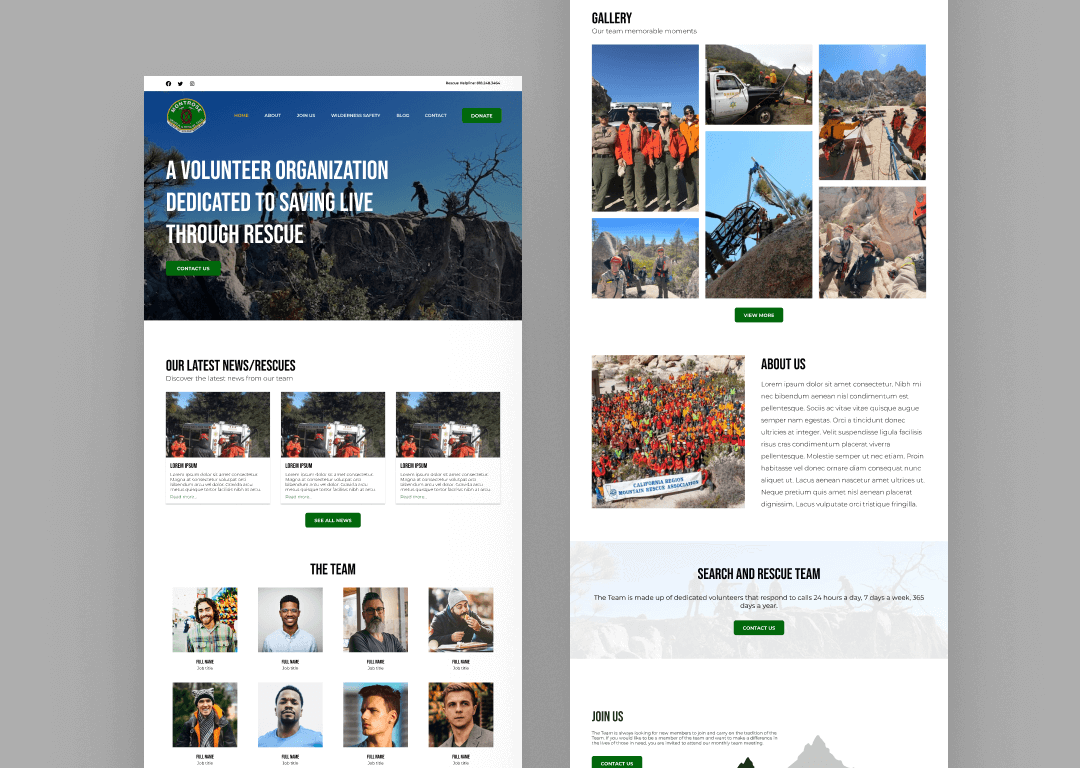 Rescue Helpline: 818.248.3464
MONTROSE
HOME
ABOUT
JOIN US
WILDERNESS SAFETY
BLOG
CONTACT
DONATE
A VOLUNTEER ORGANIZATION
DEDICATED TO SAVING LIVE
THROUGH RESCUE
CONTACT US
OUR LATEST NEWS/RESCUES
Discover the latest news from our team
LOREM IPSUM
Lorem ipsum dolor sit amet consectetur.
Magna at consectetur volutpat diam
bibendum arcu vel dolor. Gravida arcu
metus quisque tortor facilisis nibh et arcu.
Read more..
LOREM IPSUM
Lorem ipsum dolor sit amet consectetur.
Magna at consectetur volutpat diam
bibendum arcu vel dolor. Gravida arcu
metus quisque tortor facilisis nibh et arcu.
Read more..
LOREM IPSUM
Lorem ipsum dolor sit amet consectetur.
Magna at consectetur volutpat diam
bibendum arcu vel dolor. Gravida arcu
metus quisque tortor facilisis nibh et arcu.
Read more..
SEE ALL NEWS
THE TEAM
FULL NAME
Job title
FULL NAME
Job title
FULL NAME
Job title
FULL NAME
Job title
FULL NAME
Job title
FULL NAME
Job title
FULL NAME
Job title
FULL NAME
Job title
GALLERY
Our team memorable moments
VIEW MORE
CALIFORNIA REGION
MOUNTAIN RESCUE ASSOCIATION
ABOUT US
Lorem ipsum dolor sit amet consectetur. Nibh mi
nec bibendum aenean nisl condimentum est
pellentesque. Sociis ac vitae vitae quisque augue
semper nam egestas. Orci a tincidunt donec
ultricies at integer. Velit suspendisse ligula facilisis
risus cras condimentum placerat viverra
pellentesque. Molestie semper ut nec etiam. Proin
habitasse vel donec ornare diam consequat nunc
aliquet ut. Lacus aenean nascetur amet ultrices ut.
Neque pretium quis amet nisl aenean placerat
dignissim. Lacus vulputate orci tristique fringilla.
SEARCH AND RESCUE TEAM
The Team is made up of dedicated volunteers that respond to calls 24 hours a day, 7 days a week, 365
days a year.
CONTACT US
JOIN US
The Team is always looking for new members to join and carry on the tradition of the
Team. If you would like to be a member of the team and want to make a difference in
the lives of those in need, you are invited to attend our monthly team meeting.
CONTACT US